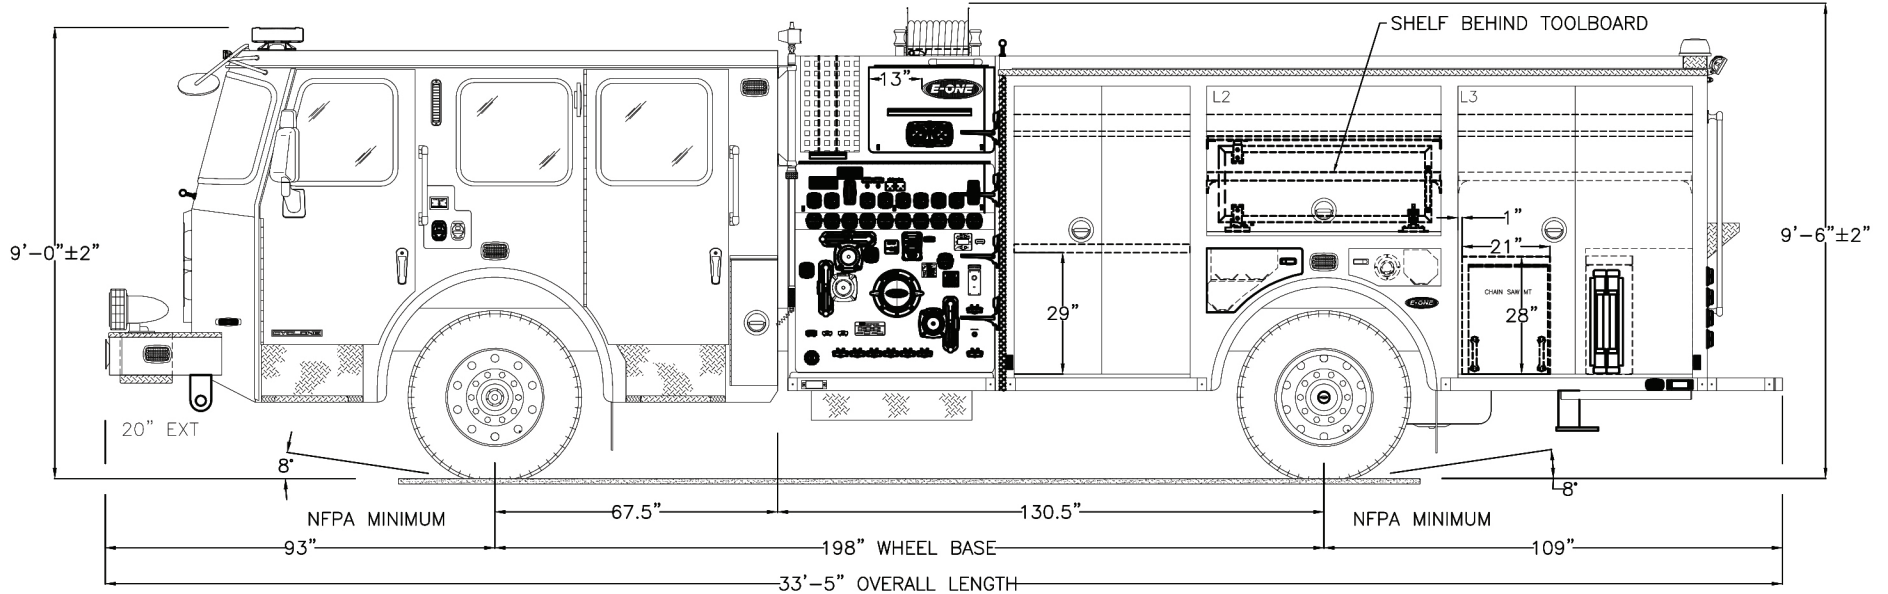 SHELF BEHIND TOOLBOARD
13"
E-ONE
L2
L3
9'-0"±2"
9'-6"±2"
1"
21"
CHAIN SAW MT
28"
29"
E-ONE
20" EXT
8°
8°
NFPA MINIMUM
67.5"
130.5"
NFPA MINIMUM
93"
198" WHEEL BASE
109"
33'-5" OVERALL LENGTH